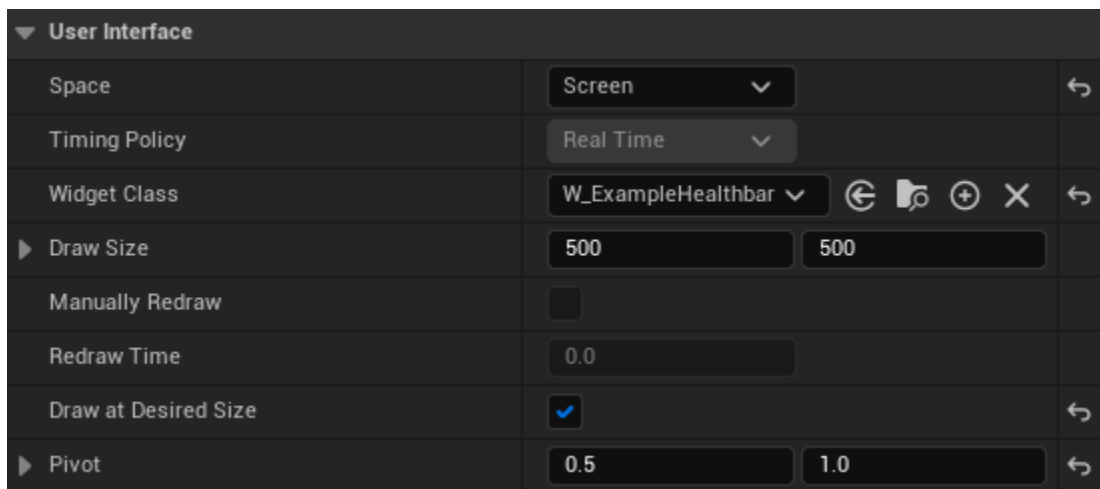 User Interface
Space Screen
Timing Policy Real Time
Widget Class W_ExampleHealthbar
Draw Size 500 500
Manually Redraw
Redraw Time 0.0
Draw at Desired Size
Pivot 0.5 1.0